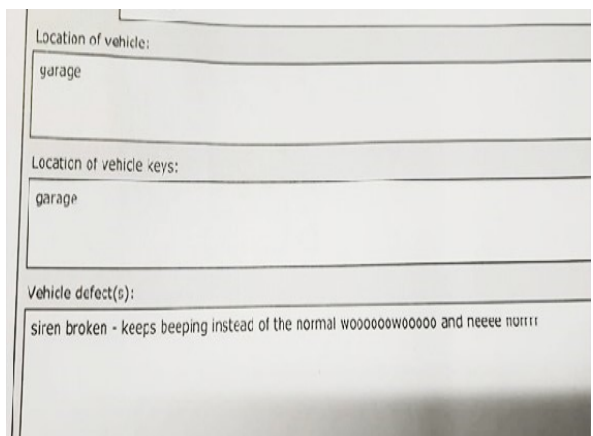 Location of vehicle:
garage
Location of vehicle keys:
garage
Vehicle defect(s):
siren broken - keeps beeping instead of the normal woooooowooooo and neeee norrrr